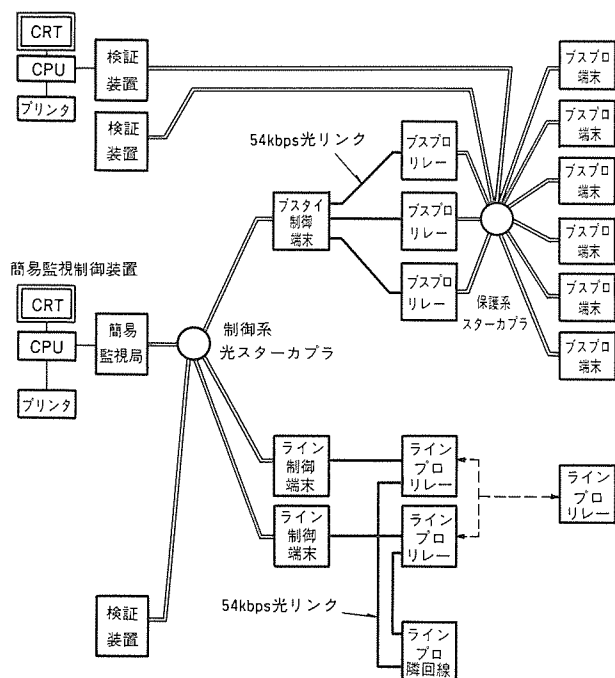 CRT
CPU
プリンタ
検証
装置
検証
装置
54kbps光リンク
ブスタイ
制御
端末
ブスプロ
リレー
ブスプロ
リレー
ブスプロ
リレー
保護系
スターカプラ
ブスプロ
端末
ブスプロ
端末
ブスプロ
端末
ブスプロ
端末
ブスプロ
端末
ブスプロ
端末
簡易監視制御装置
CRT
CPU
プリンタ
簡易
監視局
制御系
光スターカプラ
ライン
制御
端末
ライン
制御
端末
ライン
プロ
リレー
ライン
プロ
リレー
ライン
プロ
リレー
54kbps光リンク
検証
装置
ライン
プロ
隣回線